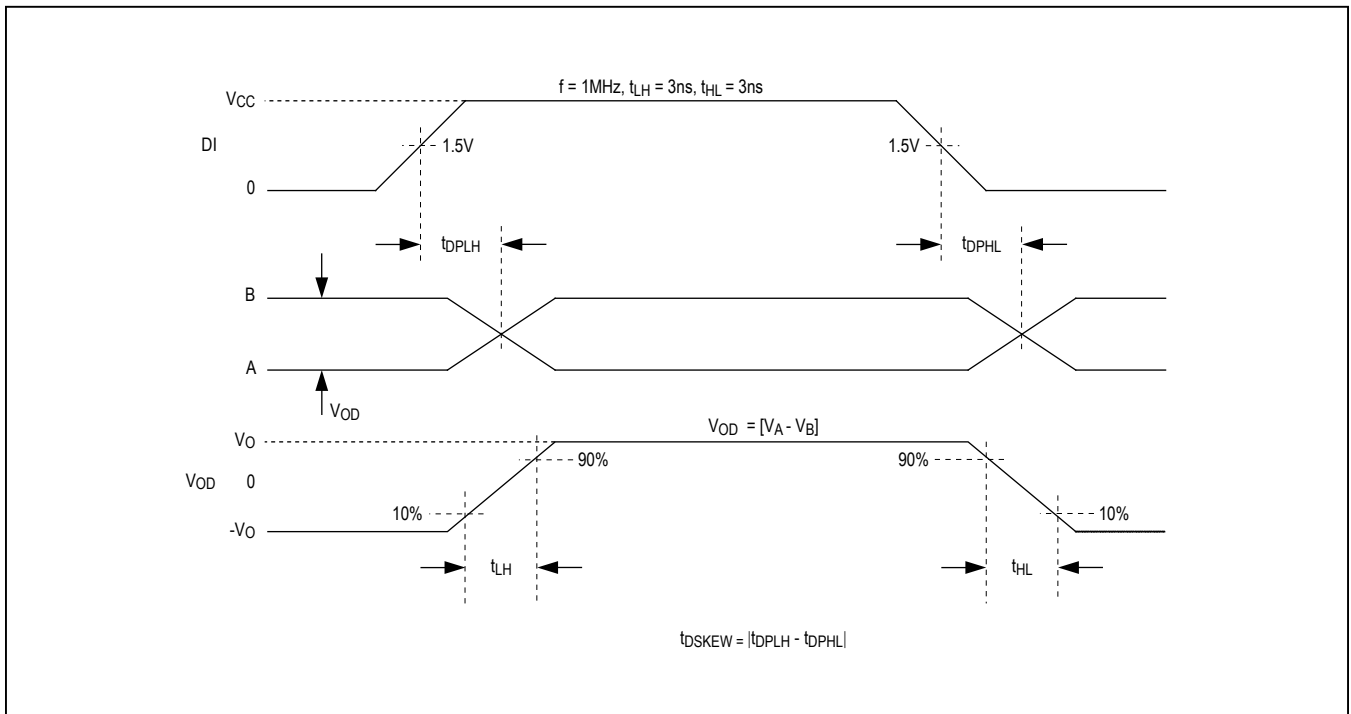 f = 1MHz, tLH = 3ns, tHL = 3ns
VCC
DI
1.5V
1.5V
0
tDPLH
tDPHL
B
A
VOD
VO
VOD = [VA - VB]
90%
90%
VOD 0
10%
10%
-VO
tLH
tHL
tDSKEW = |tDPLH - tDPHL|